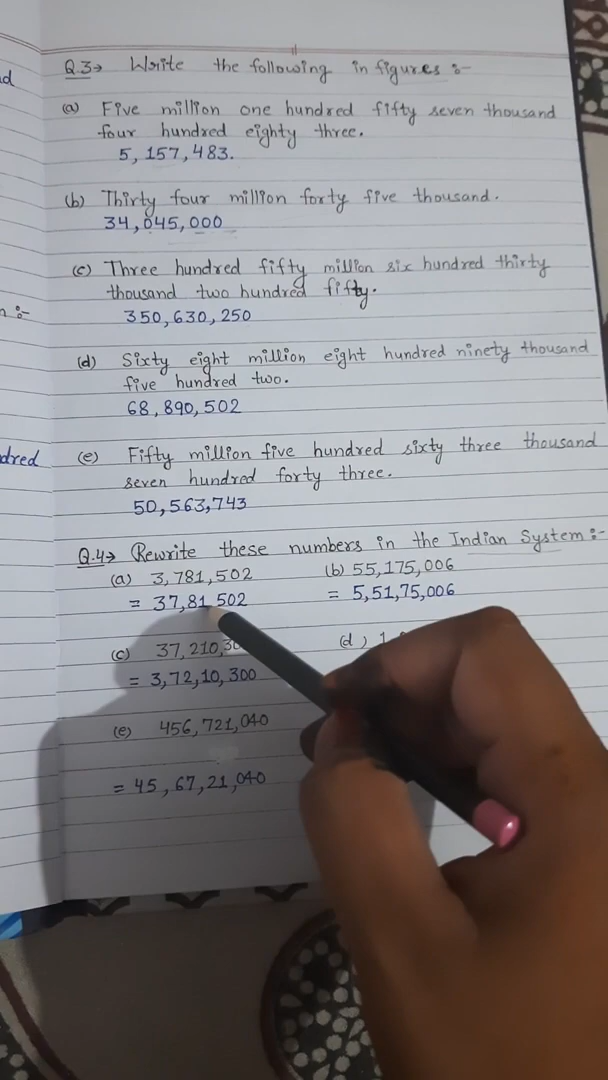 d
Q.3→ Write the following in figures :-
(a) Five million one hundred fifty seven thousand
four hundred eighty three.
5, 157, 483.
(b) Thirty four million forty five thousand.
34,045,000
(c) Three hundred fifty million six hundred thirty
thousand two hundred fifty.
:-
350, 630, 250
(d) Sixty eight million eight hundred ninety thousand
five hundred two.
68, 890, 502
dred
(e) Fifty million five hundred sixty three thousand
seven hundred forty three.
50,563,743
Q.4→ Rewrite these numbers in the Indian System :-
(a) 3,781,502 (b) 55,175,006
= 37,81,502 = 5,51,75,006
(c) 37,210,30 (d)
= 3,72,10,300
(e) 456,721,040
= 45, 67, 21, 040